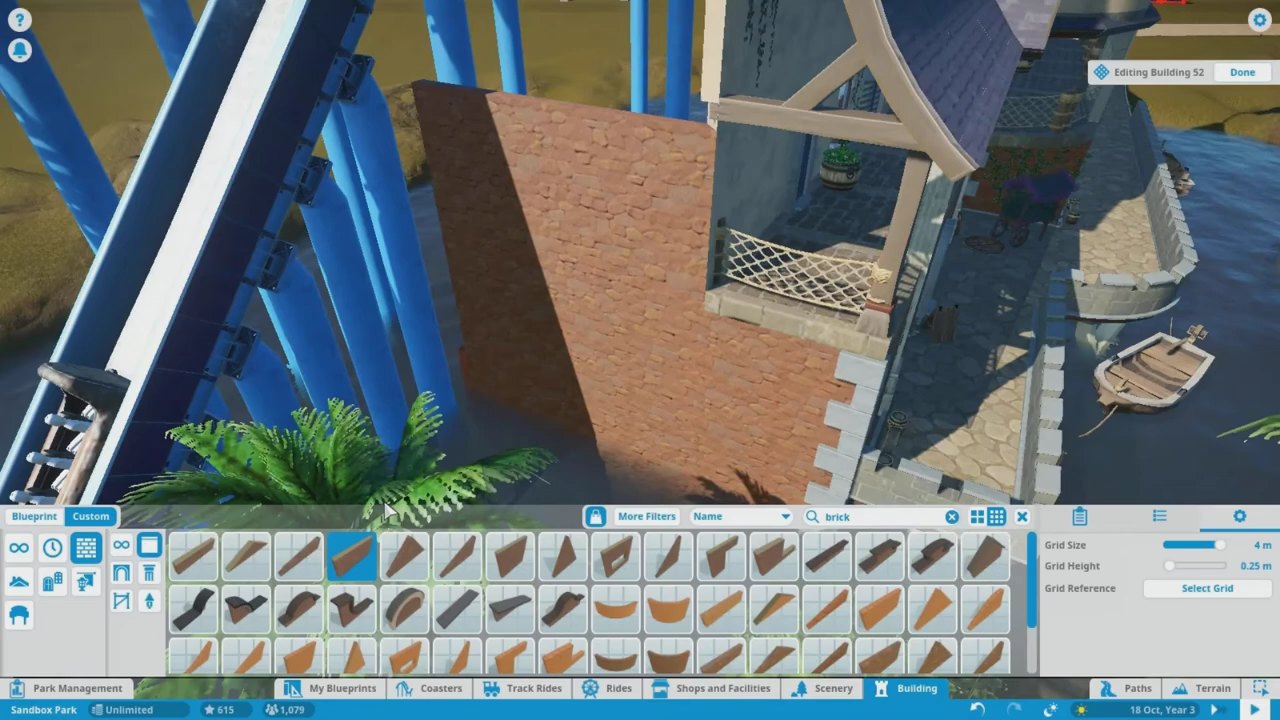 Editing Building 52 Done
Blueprint Custom More Filters Name brick
Grid Size 4 m
Grid Height 0.25 m
Grid Reference Select Grid
Park Management My Blueprints Coasters Track Rides Rides Shops and Facilities Scenery Building Paths Terrain
Sandbox Park Unlimited 615 1,079 18 Oct, Year 3